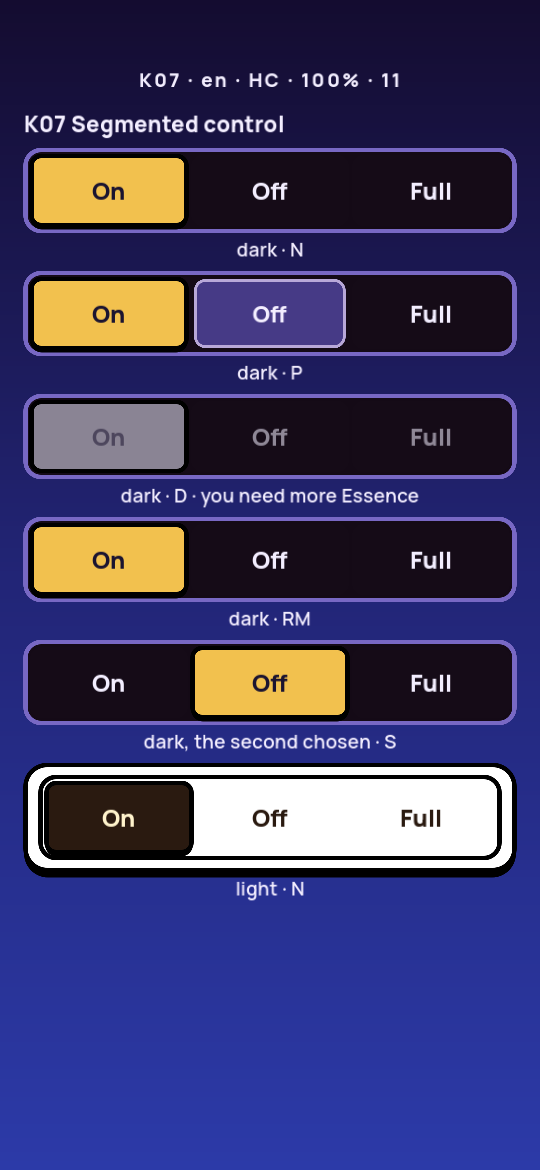 K07 · en · HC · 100% · 11
K07 Segmented control
On Off Full
dark · N
On Off Full
dark · P
On Off Full
dark · D · you need more Essence
On Off Full
dark · RM
On Off Full
dark, the second chosen · S
On Off Full
light · N